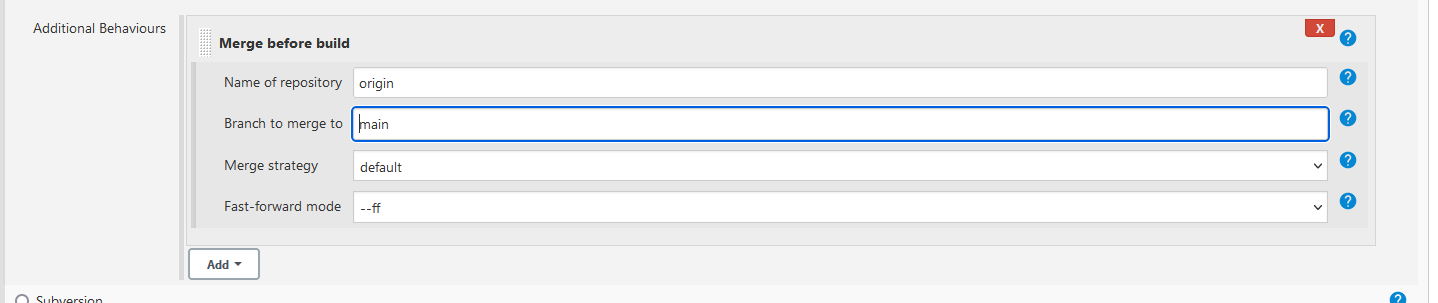 Additional Behaviours
X
?
Merge before build
Name of repository origin ?
Branch to merge to main ?
Merge strategy default ?
Fast-forward mode --ff ?
Add
Subversion ?